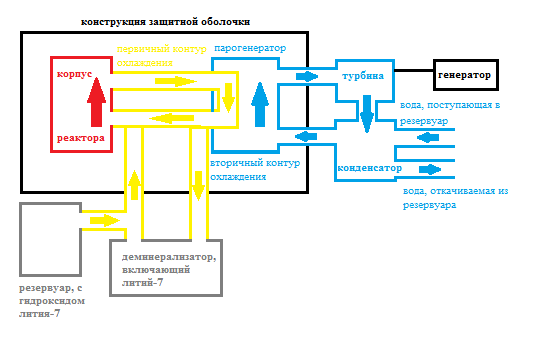 конструкция защитной оболочки
первичный контур
охлаждения
парогенератор
корпус
реактора
турбина
генератор
вода, поступающая в
резервуар
вторичный контур
охлаждения
конденсатор
вода, откачиваемая из
резервуара
деминерализатор,
включающий
литий-7
резервуар, с
гидроксидом
лития-7